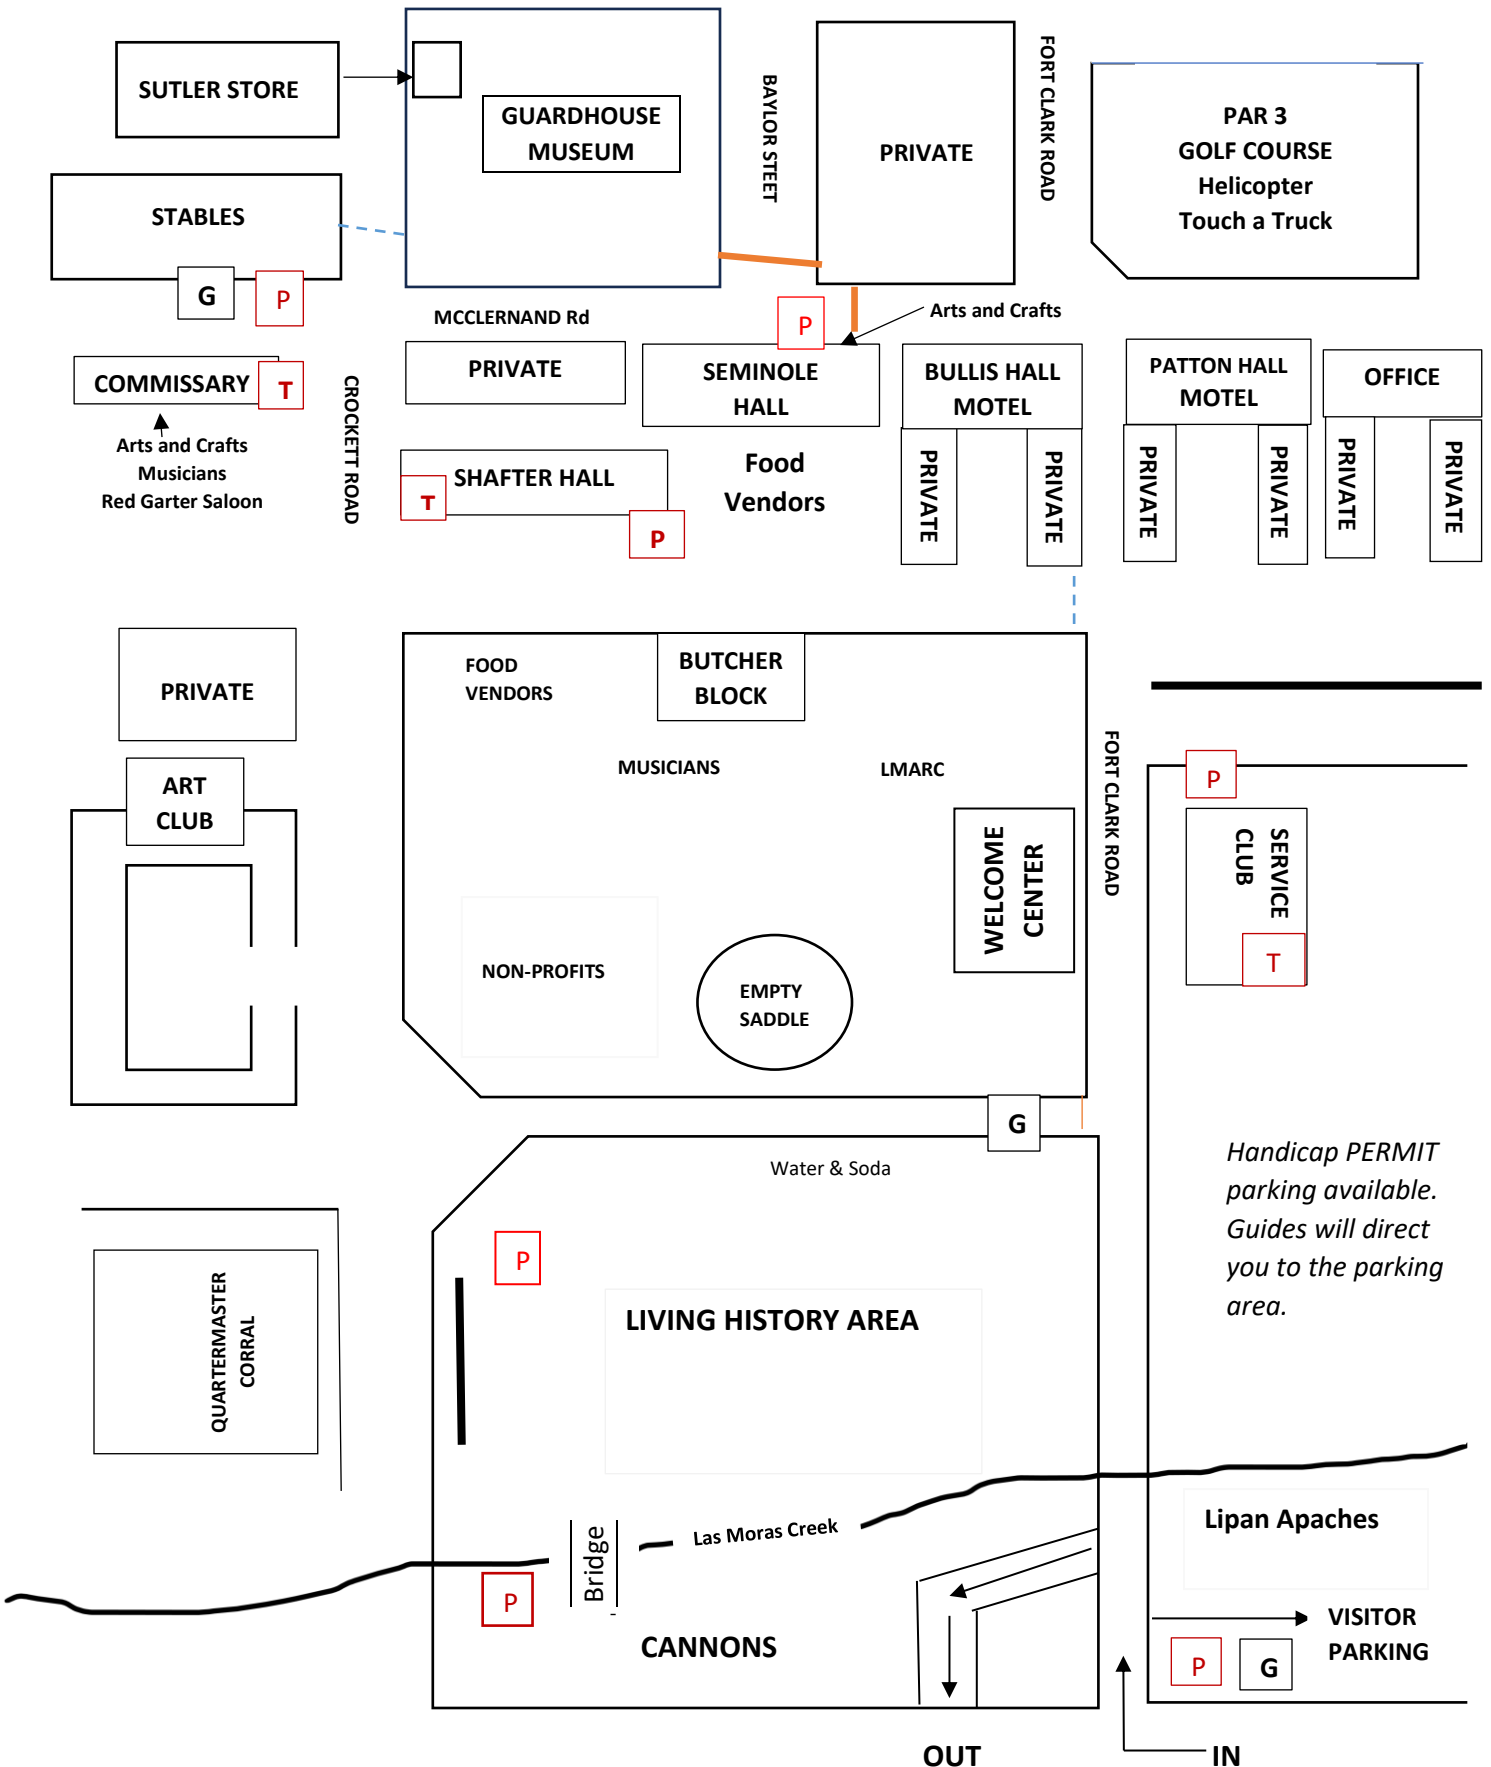 SUTLER STORE
GUARDHOUSE
MUSEUM
BAYLOR STEET
PRIVATE
FORT CLARK ROAD
PAR 3
GOLF COURSE
Helicopter
Touch a Truck
STABLES
G
P
MCCLERNAND Rd
P
Arts and Crafts
COMMISSARY
T
Arts and Crafts
Musicians
Red Garter Saloon
CROCKETT ROAD
PRIVATE
SEMINOLE
HALL
BULLIS HALL
MOTEL
PATTON HALL
MOTEL
OFFICE
SHAFTER HALL
T
P
Food
Vendors
PRIVATE
PRIVATE
PRIVATE
PRIVATE
PRIVATE
PRIVATE
PRIVATE
FOOD
VENDORS
BUTCHER
BLOCK
MUSICIANS
LMARC
ART
CLUB
WELCOME
CENTER
FORT CLARK ROAD
P
SERVICE
CLUB
T
NON-PROFITS
EMPTY
SADDLE
G
Water & Soda
Handicap PERMIT
parking available.
Guides will direct
you to the parking
area.
P
LIVING HISTORY AREA
QUARTERMASTER
CORRAL
Las Moras Creek
Bridge
Lipan Apaches
P
CANNONS
VISITOR
PARKING
P
G
OUT
IN